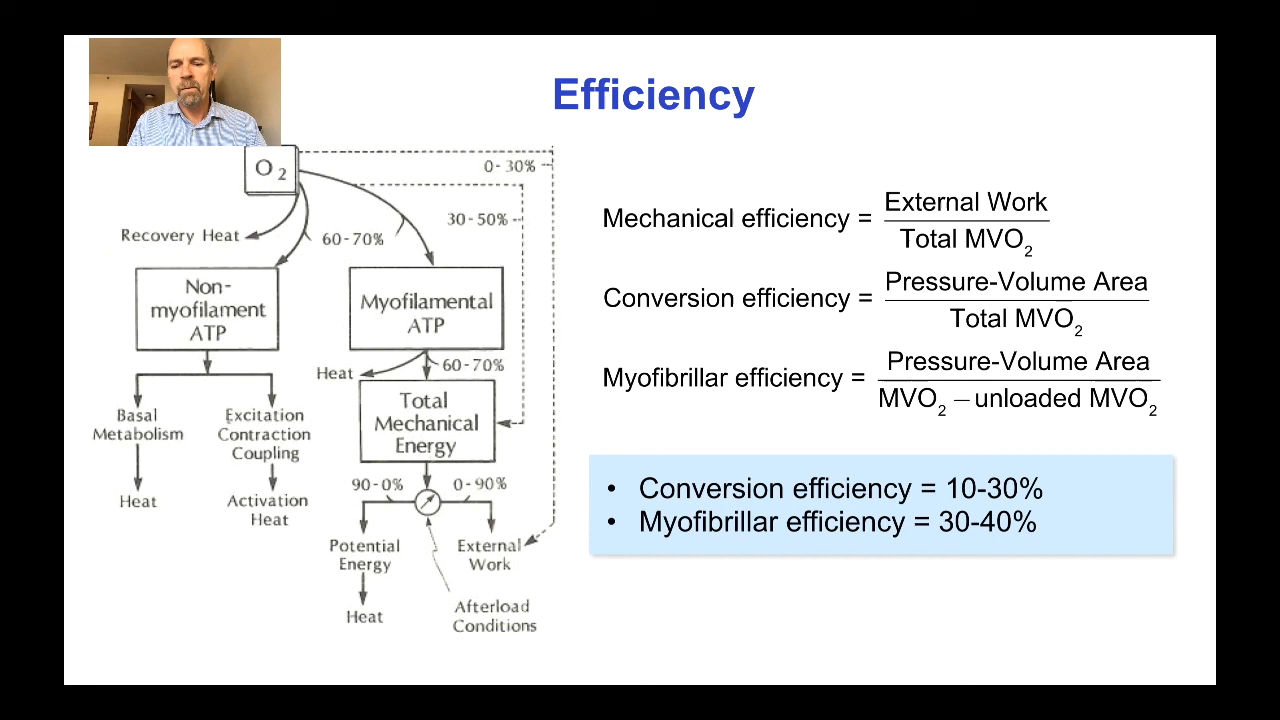 Efficiency
O2
0-30%
30-50%
Recovery Heat
60-70%
Non-
myofilament
ATP
Myofilamental
ATP
Heat
60-70%
Basal
Metabolism
Excitation
Contraction
Coupling
Total
Mechanical
Energy
Heat
Activation
Heat
90-0%
0-90%
Potential
Energy
External
Work
Heat
Afterload
Conditions
Mechanical efficiency = External Work
Total MVO2
Conversion efficiency = Pressure-Volume Area
Total MVO2
Myofibrillar efficiency = Pressure-Volume Area
MVO2 – unloaded MVO2
• Conversion efficiency = 10-30%
• Myofibrillar efficiency = 30-40%